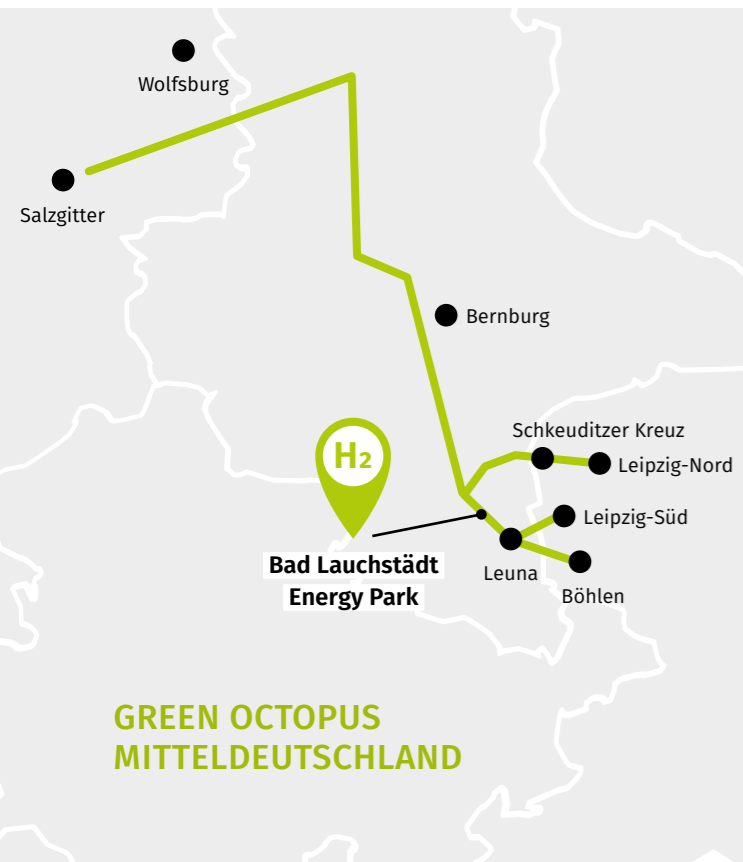 Wolfsburg
Salzgitter
Bernburg
Schkeuditzer Kreuz
H₂
Leipzig-Nord
Leipzig-Süd
Bad Lauchstädt
Energy Park
Leuna
Böhlen
GREEN OCTOPUS
MITTELDEUTSCHLAND